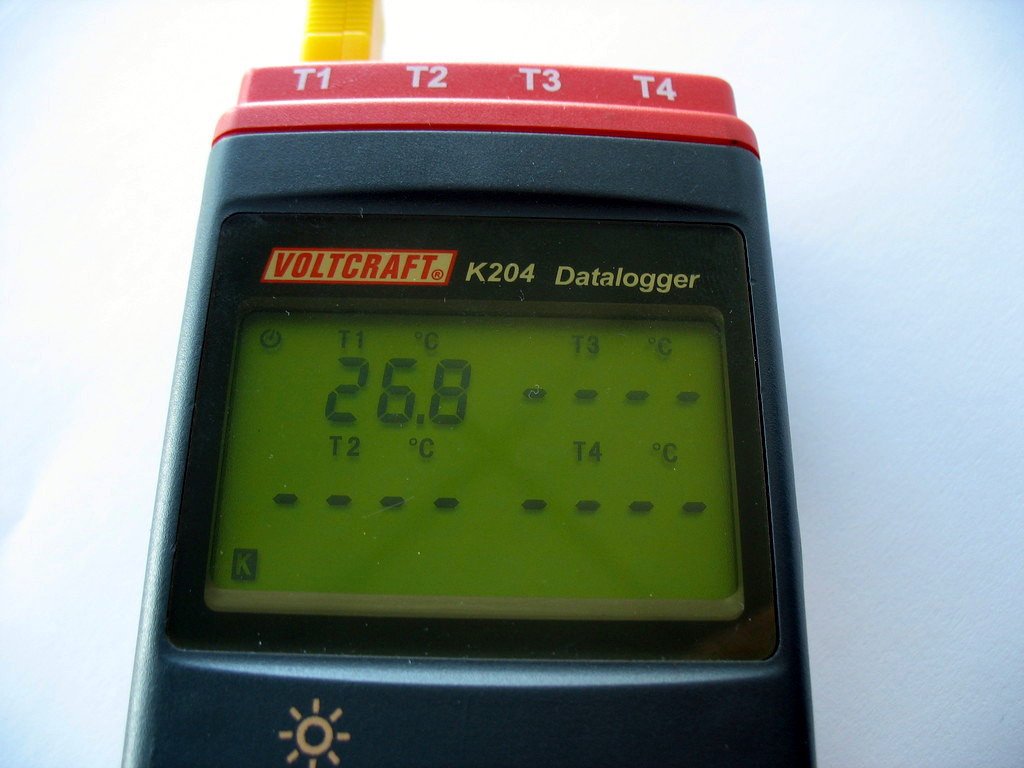 T1 T2 T3 T4
VOLTCRAFT® K204 Datalogger
T1 °C T3 °C
26.8 - - - -
T2 °C T4 °C
- - - - - - - -
K